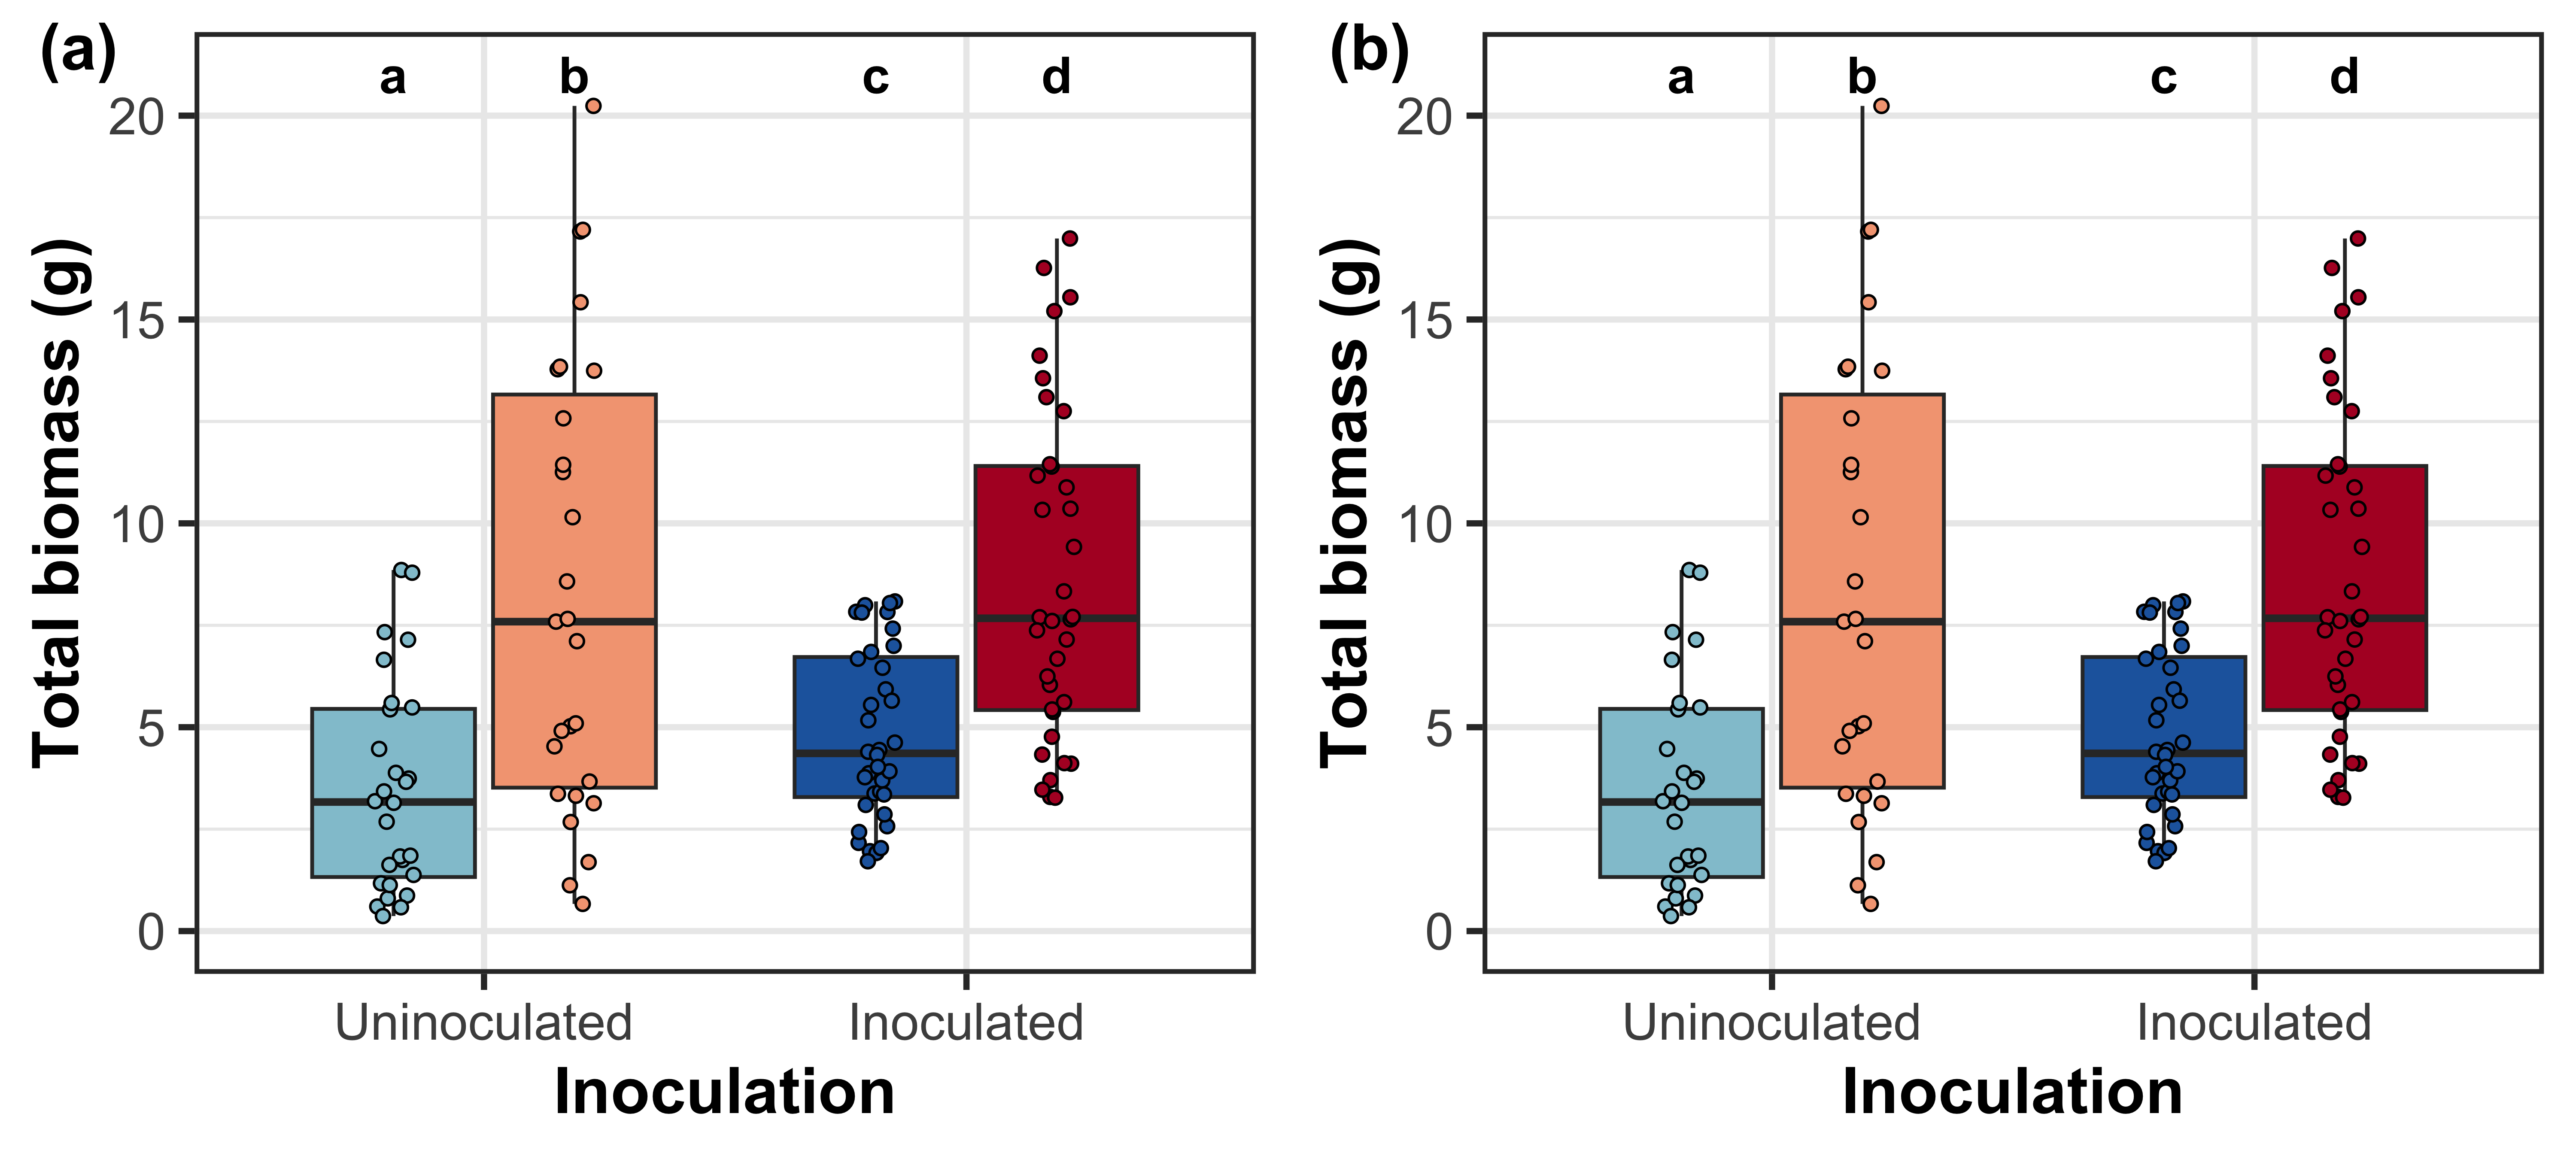 (a)
a b c d
Total biomass (g)
20
15
10
5
0
Uninoculated Inoculated
Inoculation
(b)
a b c d
Total biomass (g)
20
15
10
5
0
Uninoculated Inoculated
Inoculation